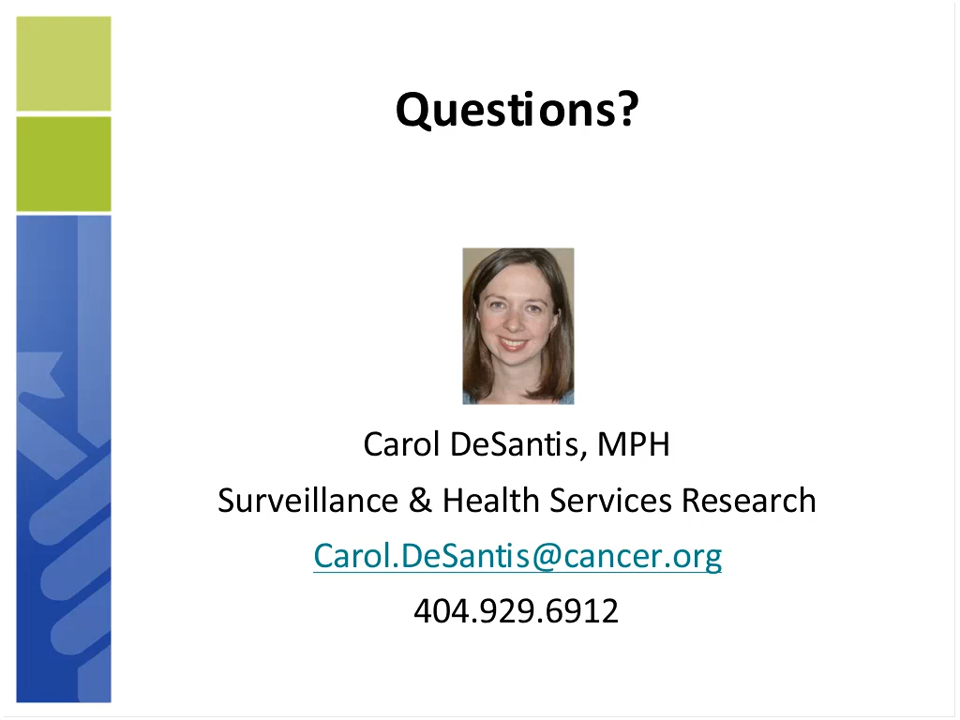 Questions?
Carol DeSantis, MPH
Surveillance & Health Services Research
Carol.DeSantis@cancer.org
404.929.6912